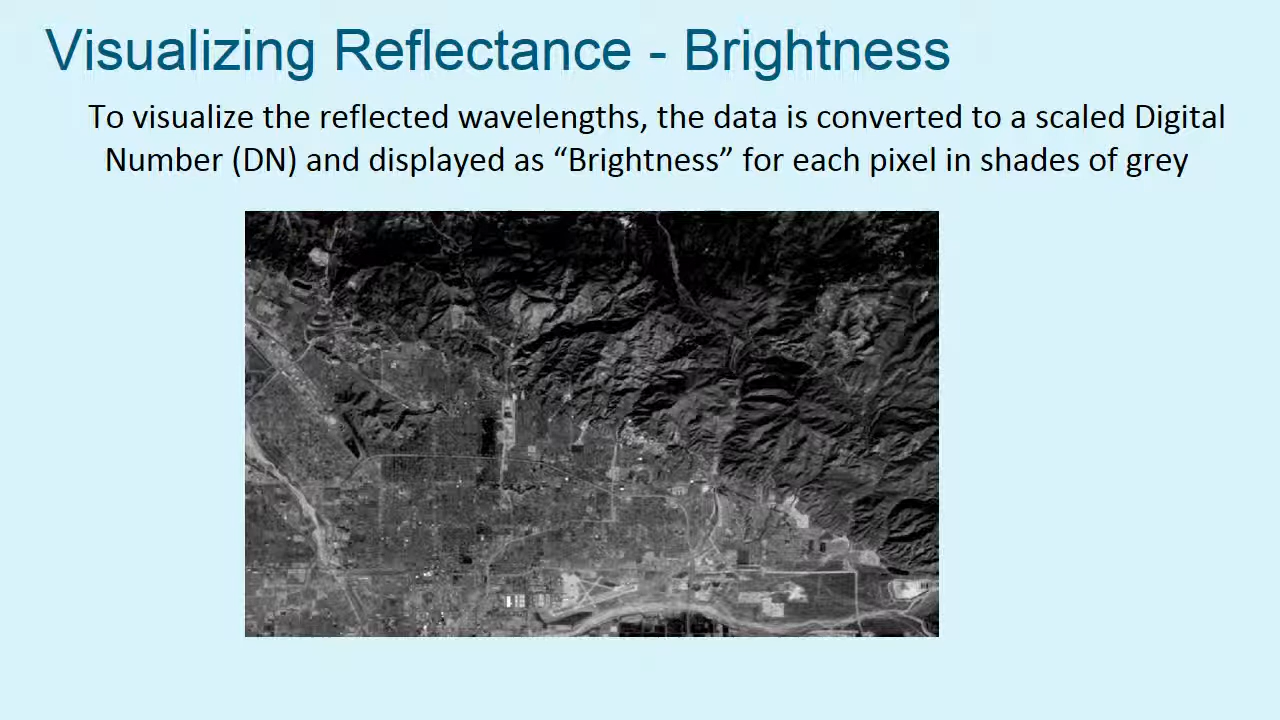 Visualizing Reflectance - Brightness
To visualize the reflected wavelengths, the data is converted to a scaled Digital
Number (DN) and displayed as “Brightness” for each pixel in shades of grey